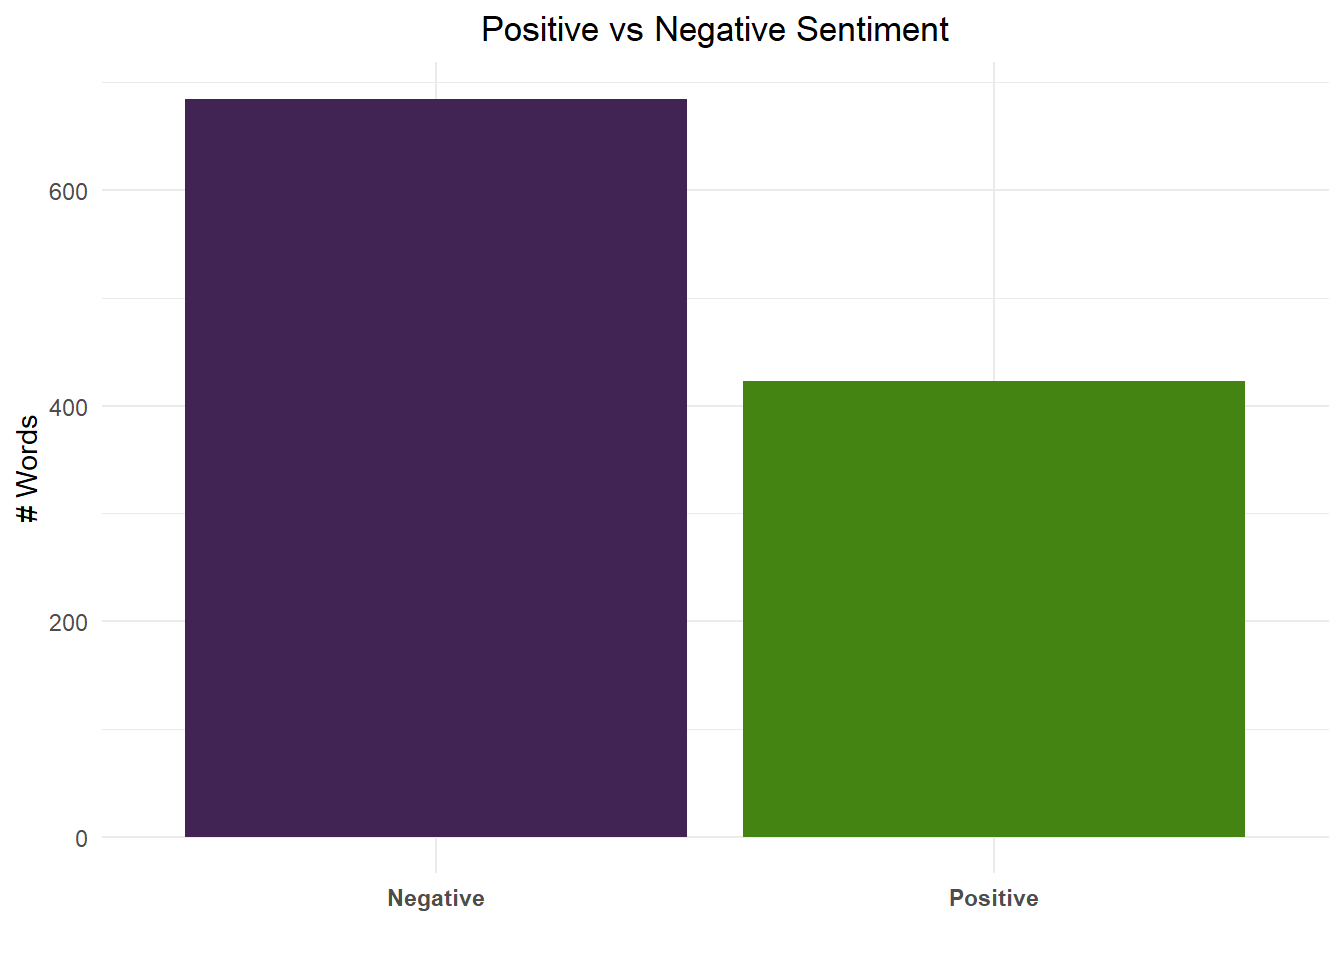 Positive vs Negative Sentiment
# Words
600
400
200
0
Negative
Positive